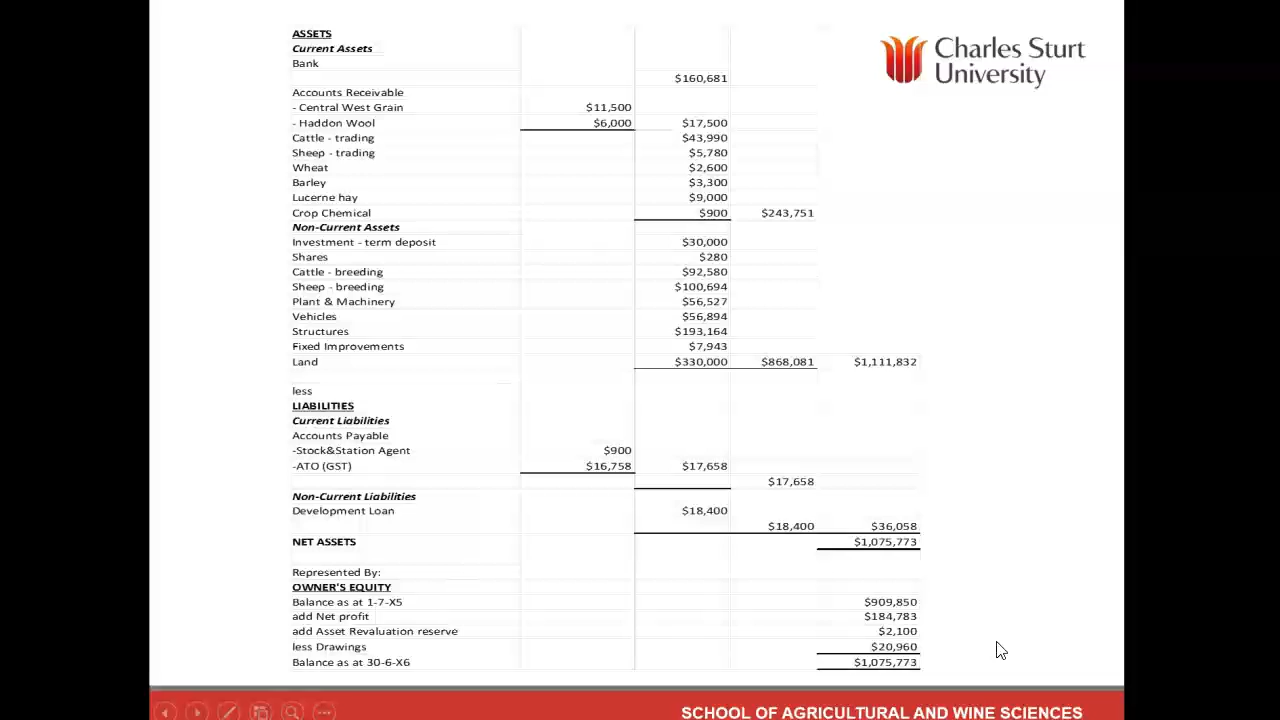 Charles Sturt
University
ASSETS
Current Assets
Bank
$160,681
Accounts Receivable
- Central West Grain $11,500
- Haddon Wool $6,000 $17,500
Cattle - trading $43,990
Sheep - trading $5,780
Wheat $2,600
Barley $3,300
Lucerne hay $9,000
Crop Chemical $900 $243,751
Non-Current Assets
Investment - term deposit $30,000
Shares $280
Cattle - breeding $92,580
Sheep - breeding $100,694
Plant & Machinery $56,527
Vehicles $56,894
Structures $193,164
Fixed Improvements $7,943
Land $330,000 $868,081 $1,111,832
less
LIABILITIES
Current Liabilities
Accounts Payable
-Stock&Station Agent $900
-ATO (GST) $16,758 $17,658
$17,658
Non-Current Liabilities
Development Loan $18,400
$18,400 $36,058
NET ASSETS $1,075,773
Represented By:
OWNER'S EQUITY
Balance as at 1-7-X5 $909,850
add Net profit $184,783
add Asset Revaluation reserve $2,100
less Drawings $20,960
Balance as at 30-6-X6 $1,075,773
SCHOOL OF AGRICULTURAL AND WINE SCIENCES